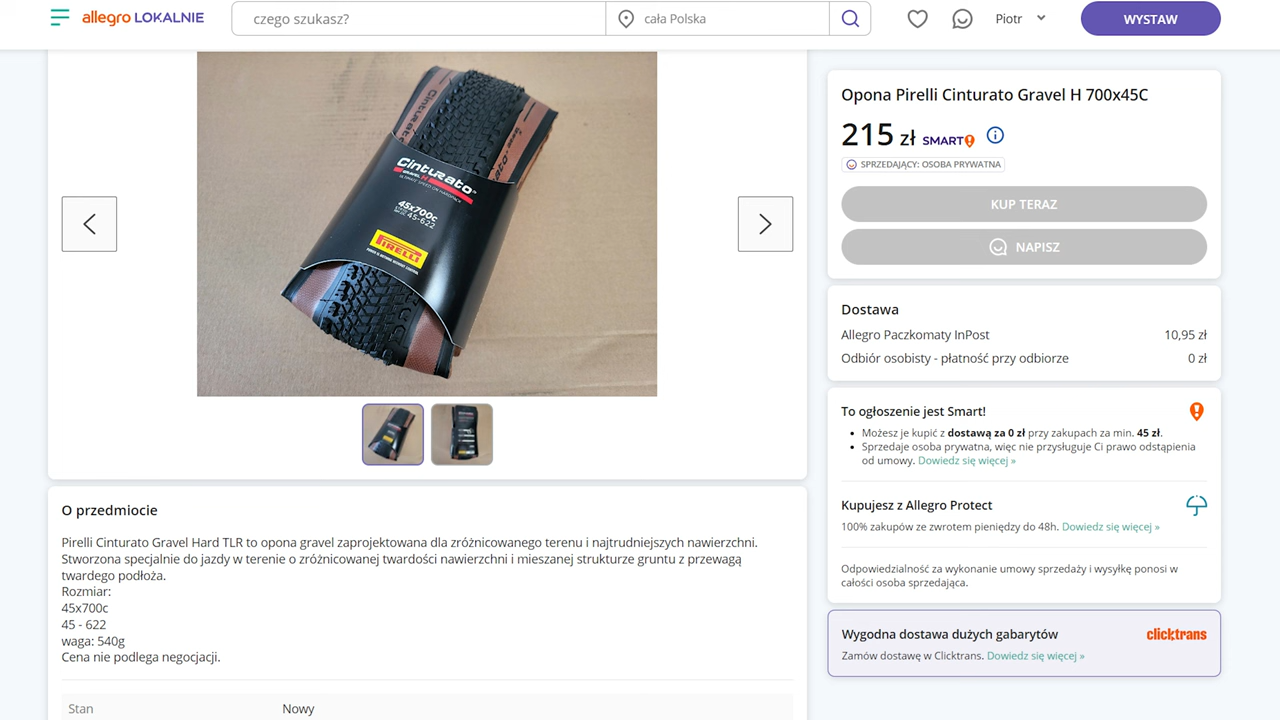 allegro LOKALNIE
czego szukasz?
cała Polska
Piotr
WYSTAW
Cinturato
Cinturato™
GRAVEL H
ULTIMATE SPEED ON HARDPACK
45x700c
45-622
PIRELLI
Opona Pirelli Cinturato Gravel H 700x45C
215 zł SMART!
SPRZEDAJĄCY: OSOBA PRYWATNA
KUP TERAZ
NAPISZ
Dostawa
Allegro Paczkomaty InPost 10,95 zł
Odbiór osobisty - płatność przy odbiorze 0 zł
To ogłoszenie jest Smart!
Możesz je kupić z dostawą za 0 zł przy zakupach za min. 45 zł.
Sprzedaje osoba prywatna, więc nie przysługuje Ci prawo odstąpienia
od umowy. Dowiedz się więcej »
Kupujesz z Allegro Protect
100% zakupów ze zwrotem pieniędzy do 48h. Dowiedz się więcej »
Odpowiedzialność za wykonanie umowy sprzedaży i wysyłkę ponosi w
całości osoba sprzedająca.
Wygodna dostawa dużych gabarytów
clicktrans
Zamów dostawę w Clicktrans. Dowiedz się więcej »
O przedmiocie
Pirelli Cinturato Gravel Hard TLR to opona gravel zaprojektowana dla zróżnicowanego terenu i najtrudniejszych nawierzchni.
Stworzona specjalnie do jazdy w terenie o zróżnicowanej twardości nawierzchni i mieszanej strukturze gruntu z przewagą
twardego podłoża.
Rozmiar:
45x700c
45 - 622
waga: 540g
Cena nie podlega negocjacji.
Stan Nowy